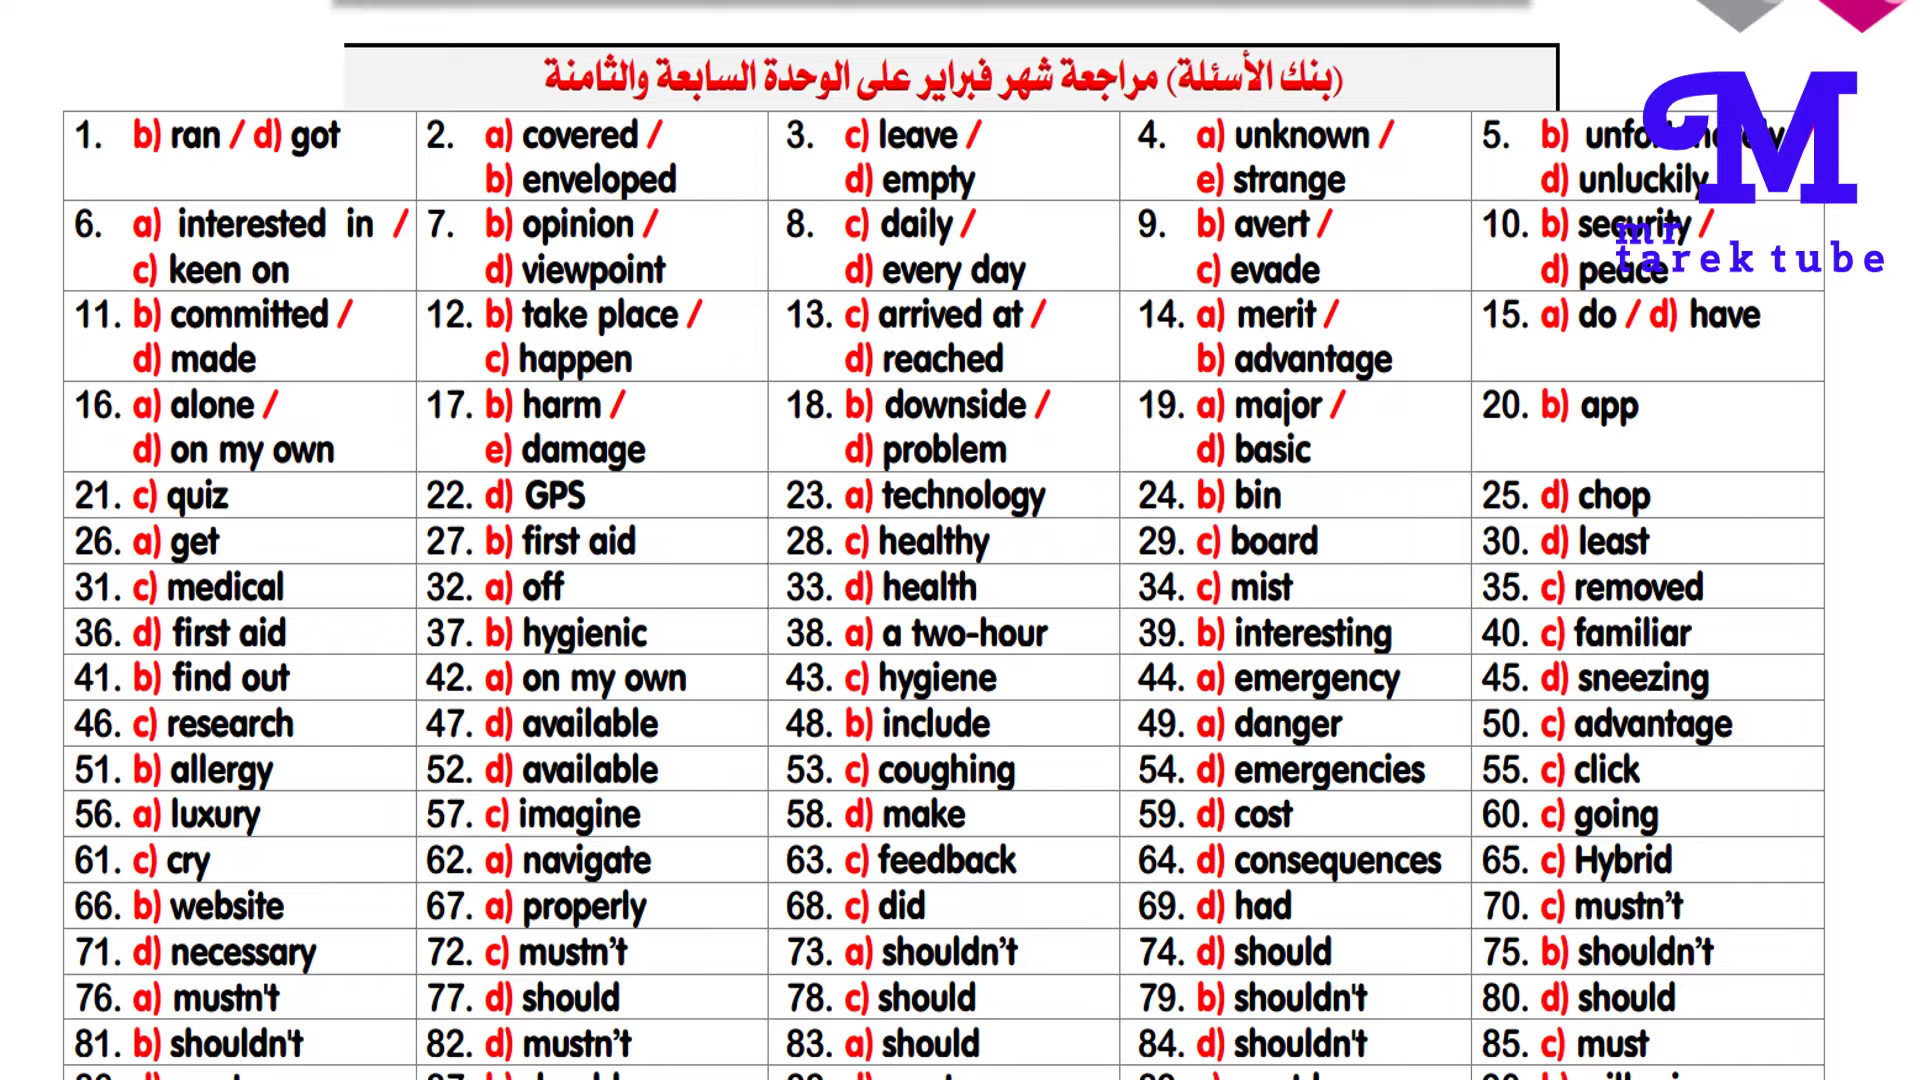 (بنك الأسئلة) مراجعة شهر فبراير على الوحدة السابعة والثامنة
1. b) ran / d) got
2. a) covered /
b) enveloped
3. c) leave /
d) empty
4. a) unknown /
e) strange
5. b)
d) unluckily
6. a) interested in /
c) keen on
7. b) opinion /
d) viewpoint
8. c) daily /
d) every day
9. b) avert /
c) evade
10. b) security /
d) peace
11. b) committed /
d) made
12. b) take place /
c) happen
13. c) arrived at /
d) reached
14. a) merit /
b) advantage
15. a) do / d) have
16. a) alone /
d) on my own
17. b) harm /
e) damage
18. b) downside /
d) problem
19. a) major /
d) basic
20. b) app
21. c) quiz
22. d) GPS
23. a) technology
24. b) bin
25. d) chop
26. a) get
27. b) first aid
28. c) healthy
29. c) board
30. d) least
31. c) medical
32. a) off
33. d) health
34. c) mist
35. c) removed
36. d) first aid
37. b) hygienic
38. a) a two-hour
39. b) interesting
40. c) familiar
41. b) find out
42. a) on my own
43. c) hygiene
44. a) emergency
45. d) sneezing
46. c) research
47. d) available
48. b) include
49. a) danger
50. c) advantage
51. b) allergy
52. d) available
53. c) coughing
54. d) emergencies
55. c) click
56. a) luxury
57. c) imagine
58. d) make
59. d) cost
60. c) going
61. c) cry
62. a) navigate
63. c) feedback
64. d) consequences
65. c) Hybrid
66. b) website
67. a) properly
68. c) did
69. d) had
70. c) mustn’t
71. d) necessary
72. c) mustn’t
73. a) shouldn’t
74. d) should
75. b) shouldn’t
76. a) mustn't
77. d) should
78. c) should
79. b) shouldn't
80. d) should
81. b) shouldn't
82. d) mustn’t
83. a) should
84. d) shouldn't
85. c) must
M
mr
tarek tube